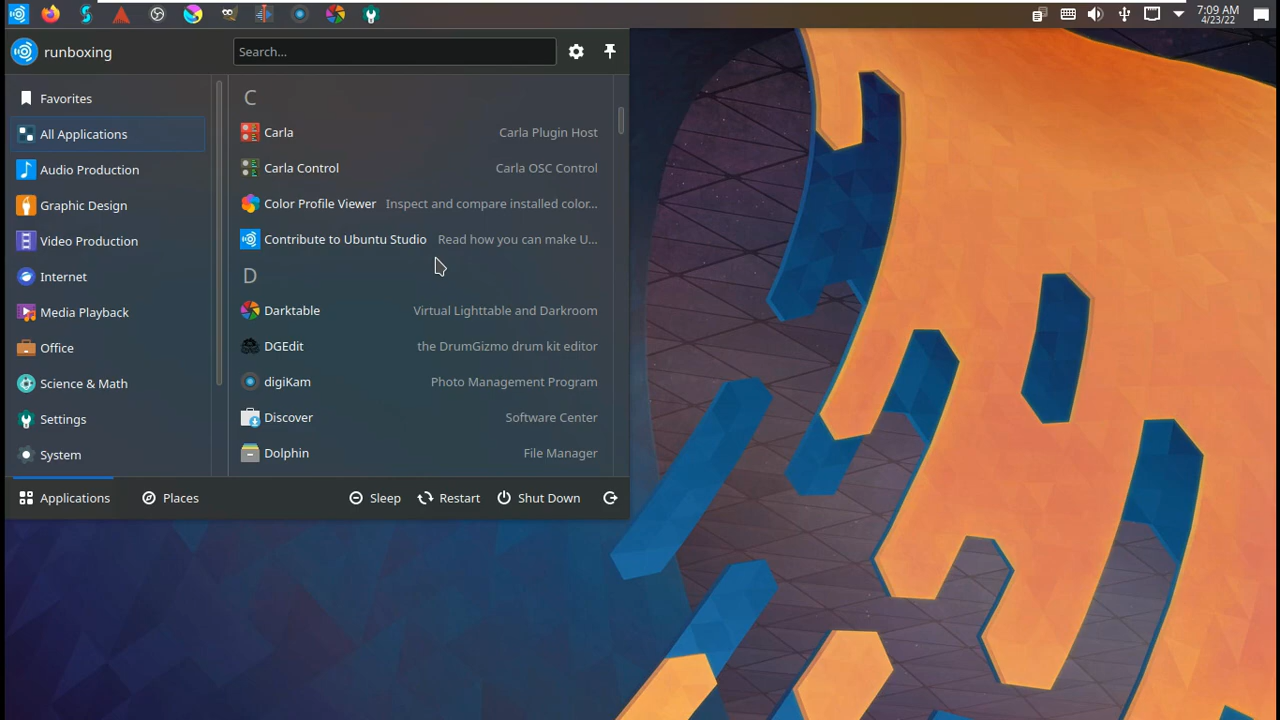 7:09 AM
4/23/22
runboxing
Search...
Favorites
All Applications
Audio Production
Graphic Design
Video Production
Internet
Media Playback
Office
Science & Math
Settings
System
C
Carla Carla Plugin Host
Carla Control Carla OSC Control
Color Profile Viewer Inspect and compare installed color...
Contribute to Ubuntu Studio Read how you can make U...
D
Darktable Virtual Lighttable and Darkroom
DGEdit the DrumGizmo drum kit editor
digiKam Photo Management Program
Discover Software Center
Dolphin File Manager
Applications Places Sleep Restart Shut Down